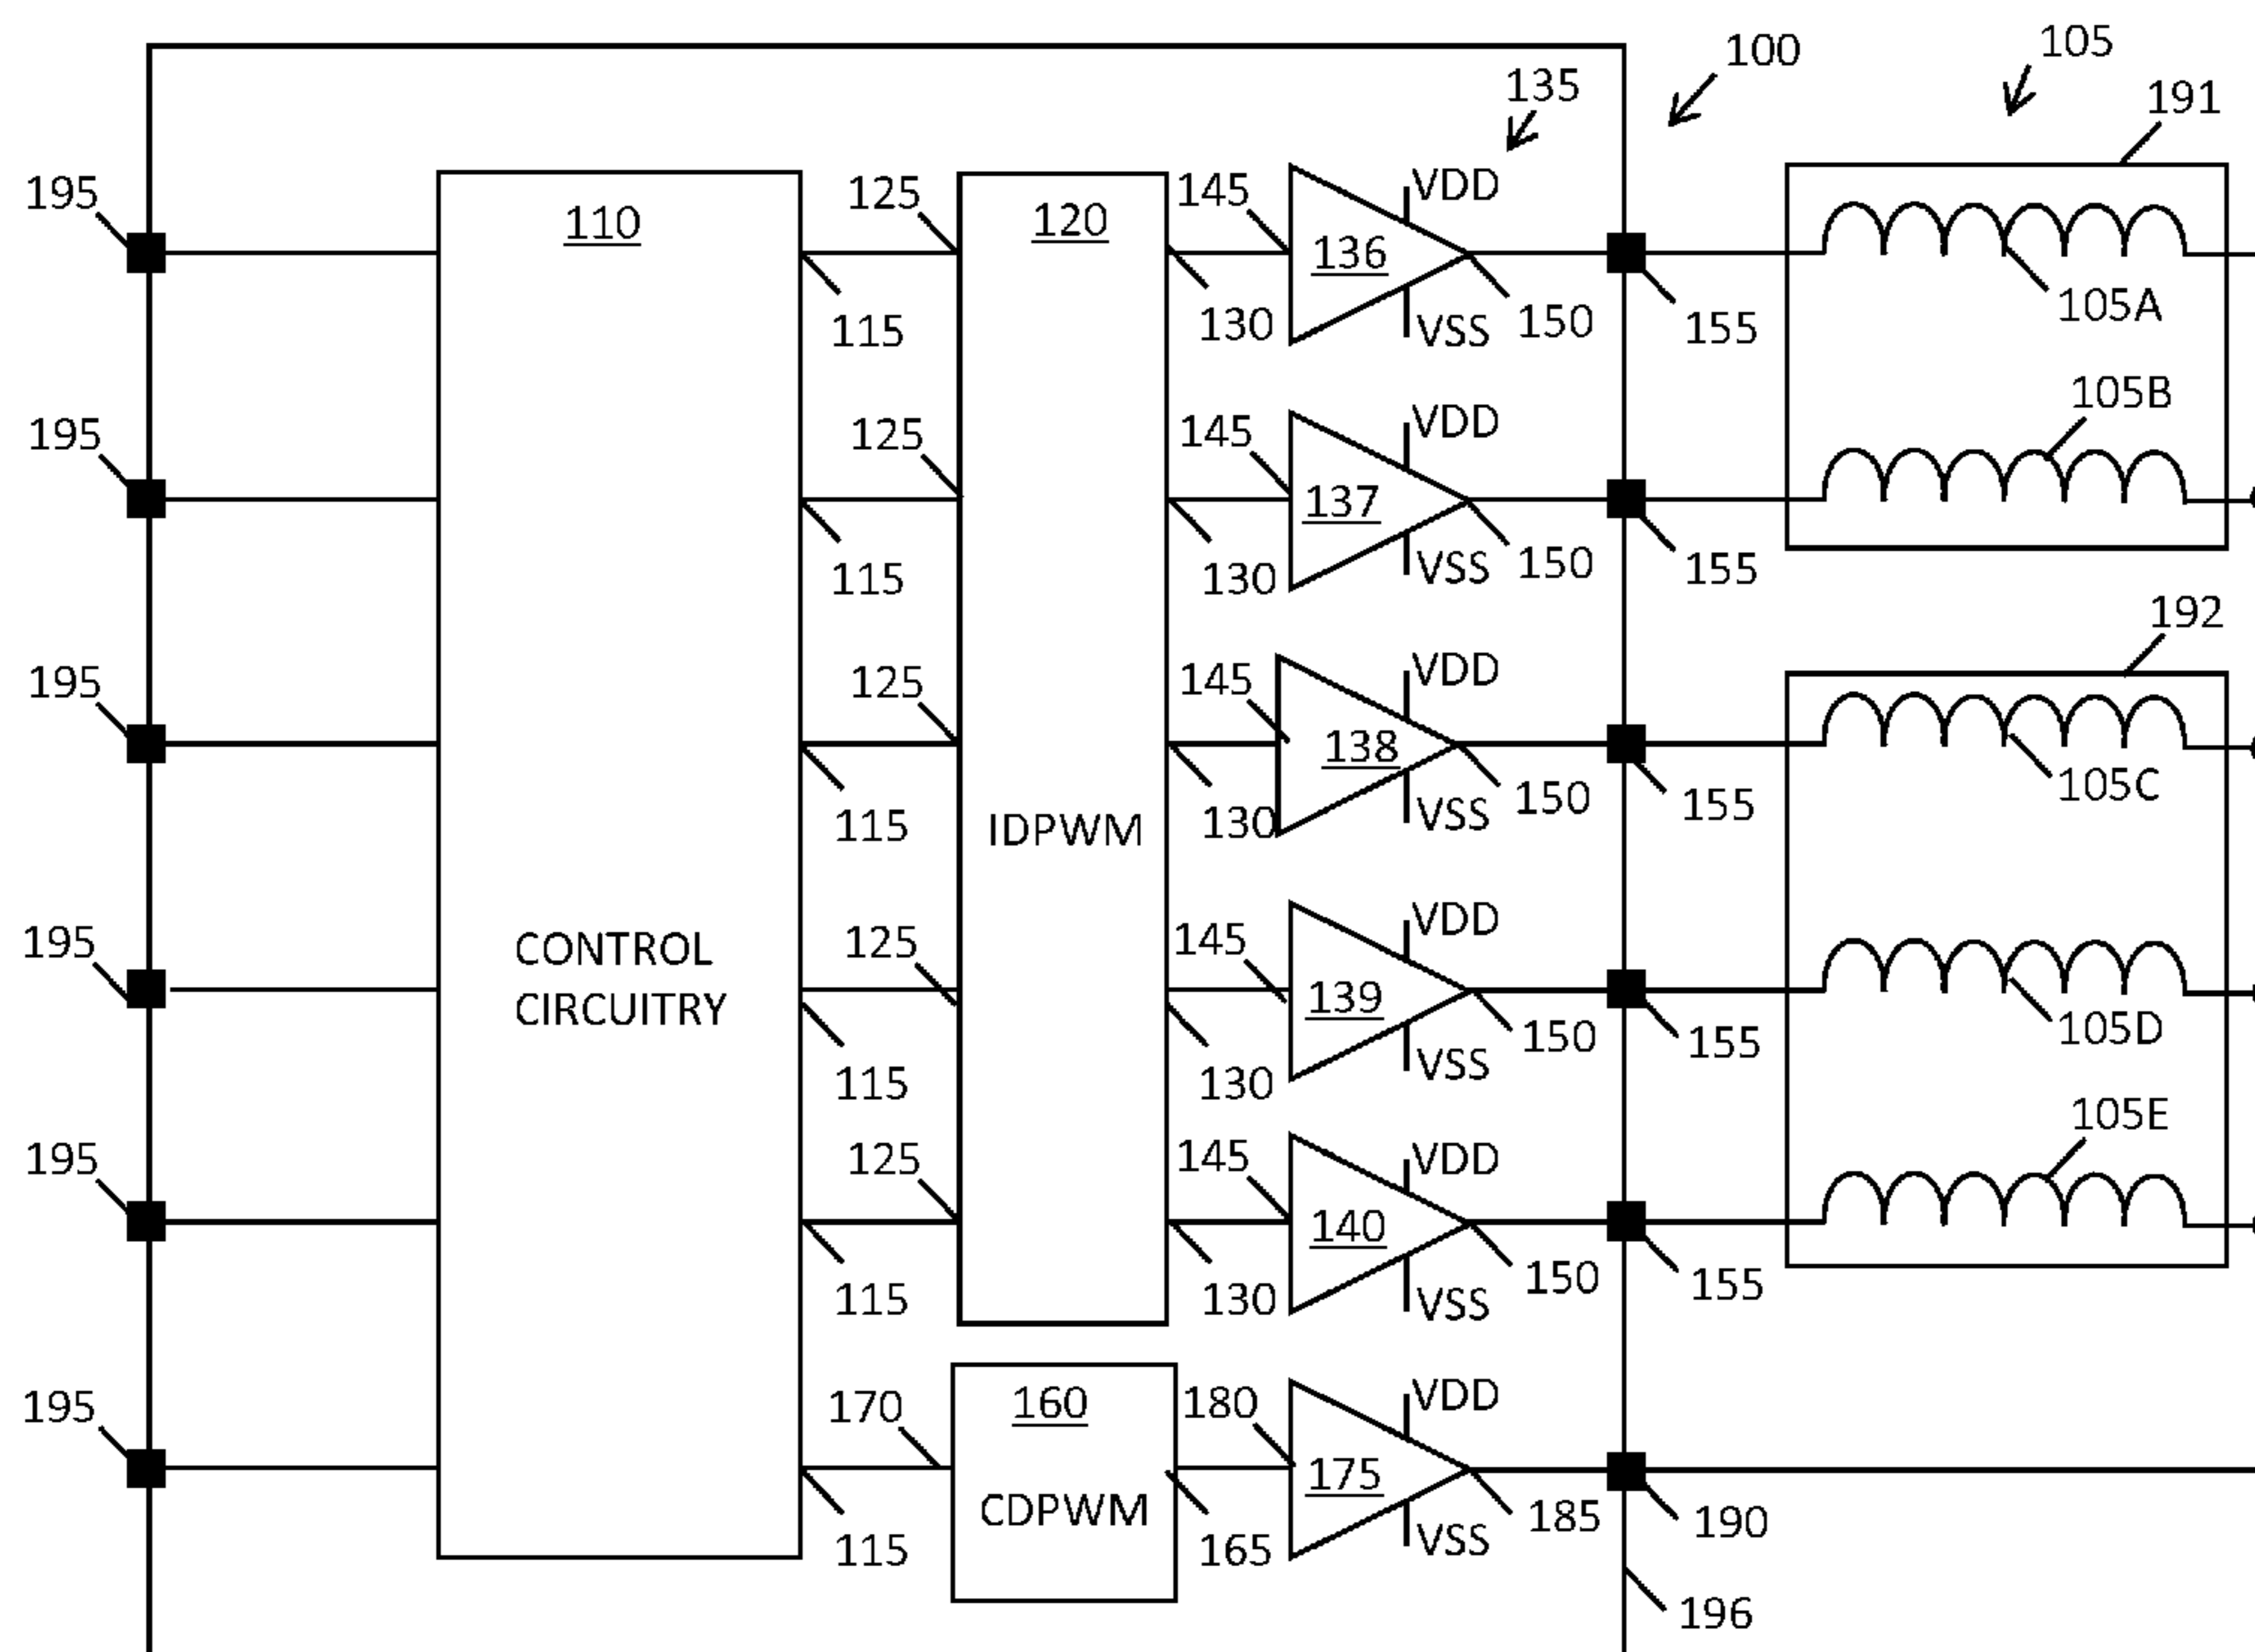 100
105
135
191
195
110
125
120
145
VDD
136
130
115
VSS
150
155
105A
105B
195
125
145
VDD
137
115
130
VSS
150
155
192
195
125
145
VDD
138
115
130
VSS
150
155
105C
IDPWM
195
CONTROL
CIRCUITRY
125
145
VDD
139
115
130
VSS
150
155
105D
105E
195
125
145
VDD
140
115
130
VSS
150
155
195
170
160
180
VDD
175
CDPWM
115
165
VSS
185
190
196